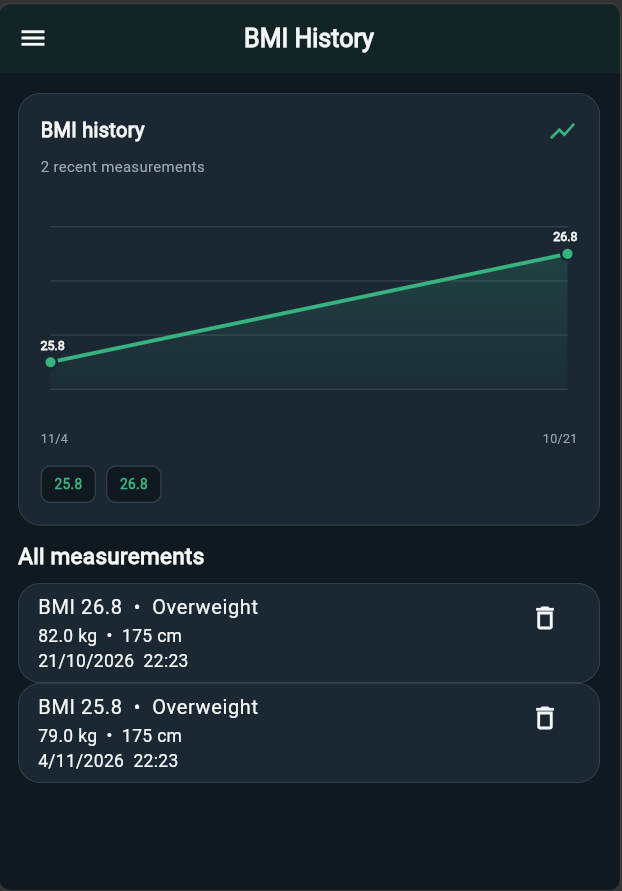 BMI History
BMI history
2 recent measurements
26.8
25.8
11/4
10/21
25.8
26.8
All measurements
BMI 26.8 • Overweight
82.0 kg • 175 cm
21/10/2026 22:23
BMI 25.8 • Overweight
79.0 kg • 175 cm
4/11/2026 22:23